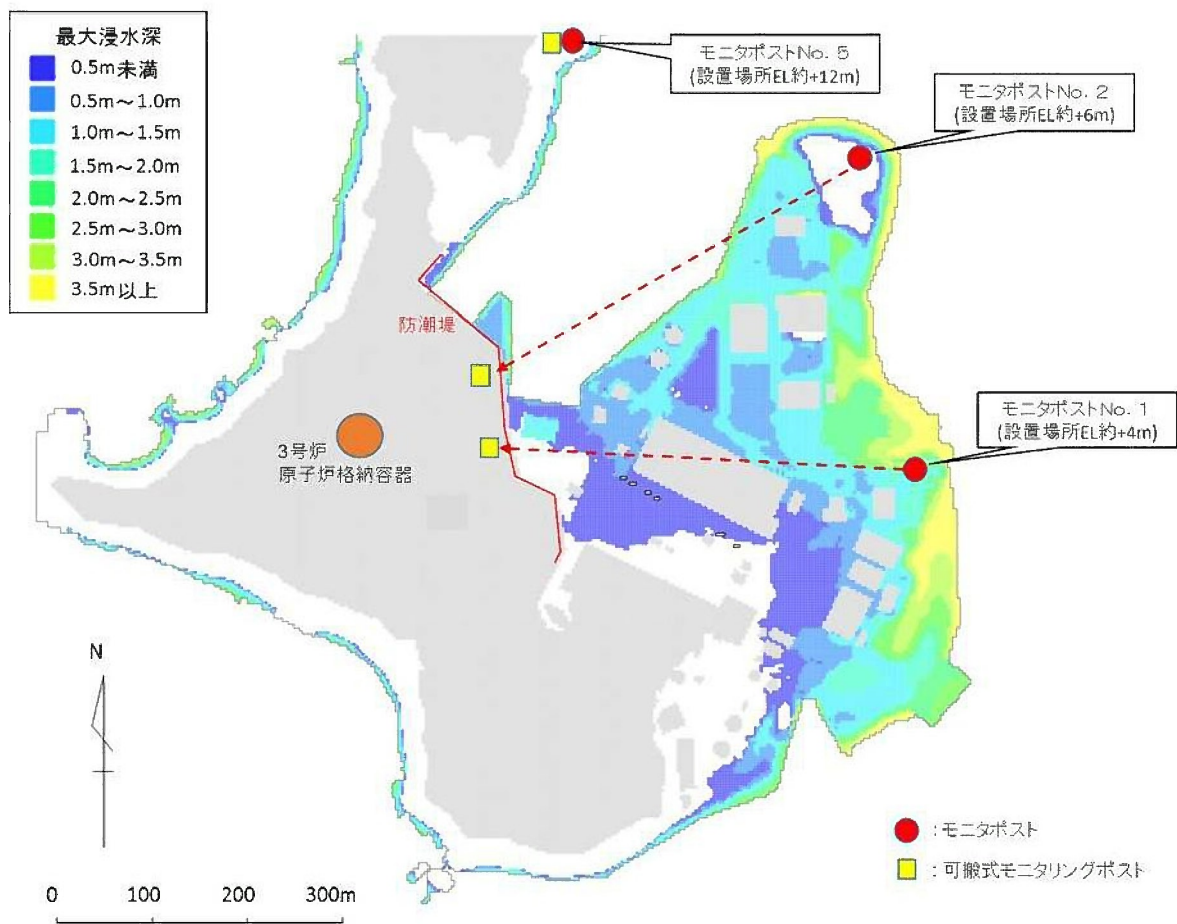 最大浸水深
0.5m未満
0.5m～1.0m
1.0m～1.5m
1.5m～2.0m
2.0m～2.5m
2.5m～3.0m
3.0m～3.5m
3.5m以上
モニタポストNo. 5
(設置場所EL約+12m)
モニタポストNo. 2
(設置場所EL約+6m)
防潮堤
モニタポストNo. 1
(設置場所EL約+4m)
3号炉
原子炉格納容器
N
：モニタポスト
：可搬式モニタリングポスト
0 100 200 300m